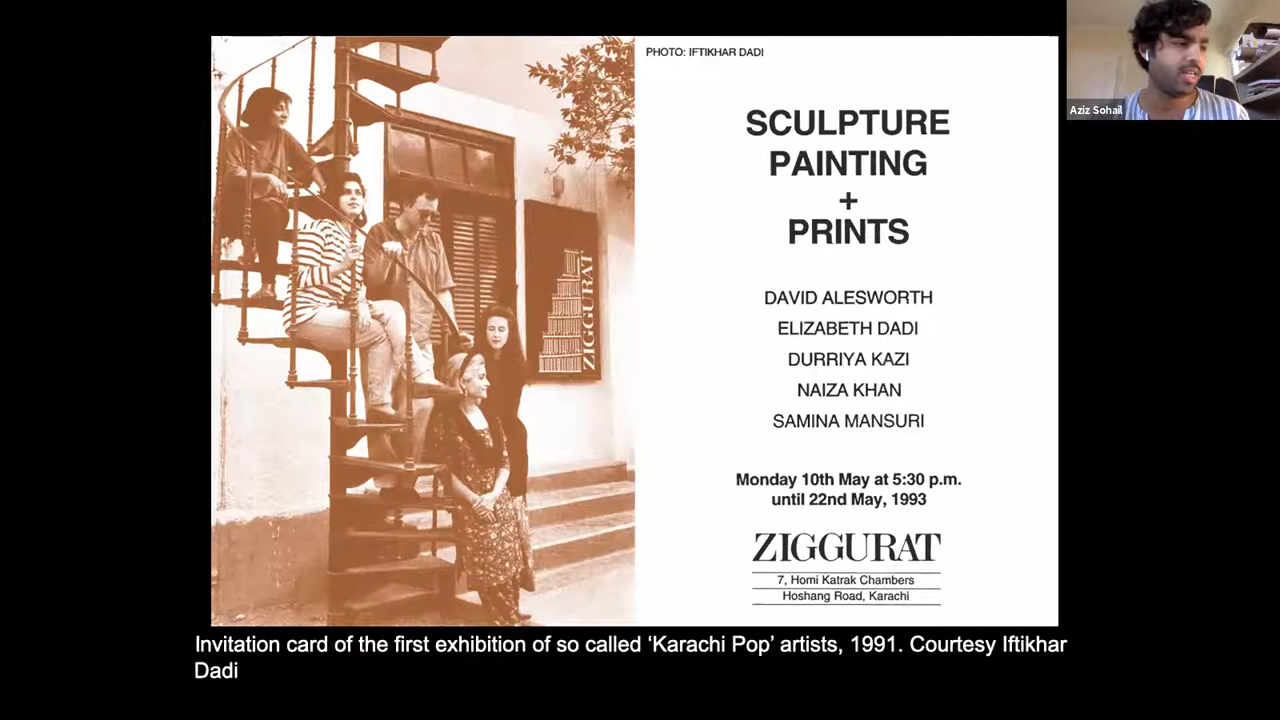 PHOTO: IFTIKHAR DADI
Aziz Sohail
SCULPTURE
PAINTING
+
PRINTS
ZIGGURAT
DAVID ALESWORTH
ELIZABETH DADI
DURRIYA KAZI
NAIZA KHAN
SAMINA MANSURI
Monday 10th May at 5:30 p.m.
until 22nd May, 1993
ZIGGURAT
7, Homi Katrak Chambers
Hoshang Road, Karachi
Invitation card of the first exhibition of so called ‘Karachi Pop’ artists, 1991. Courtesy Iftikhar
Dadi